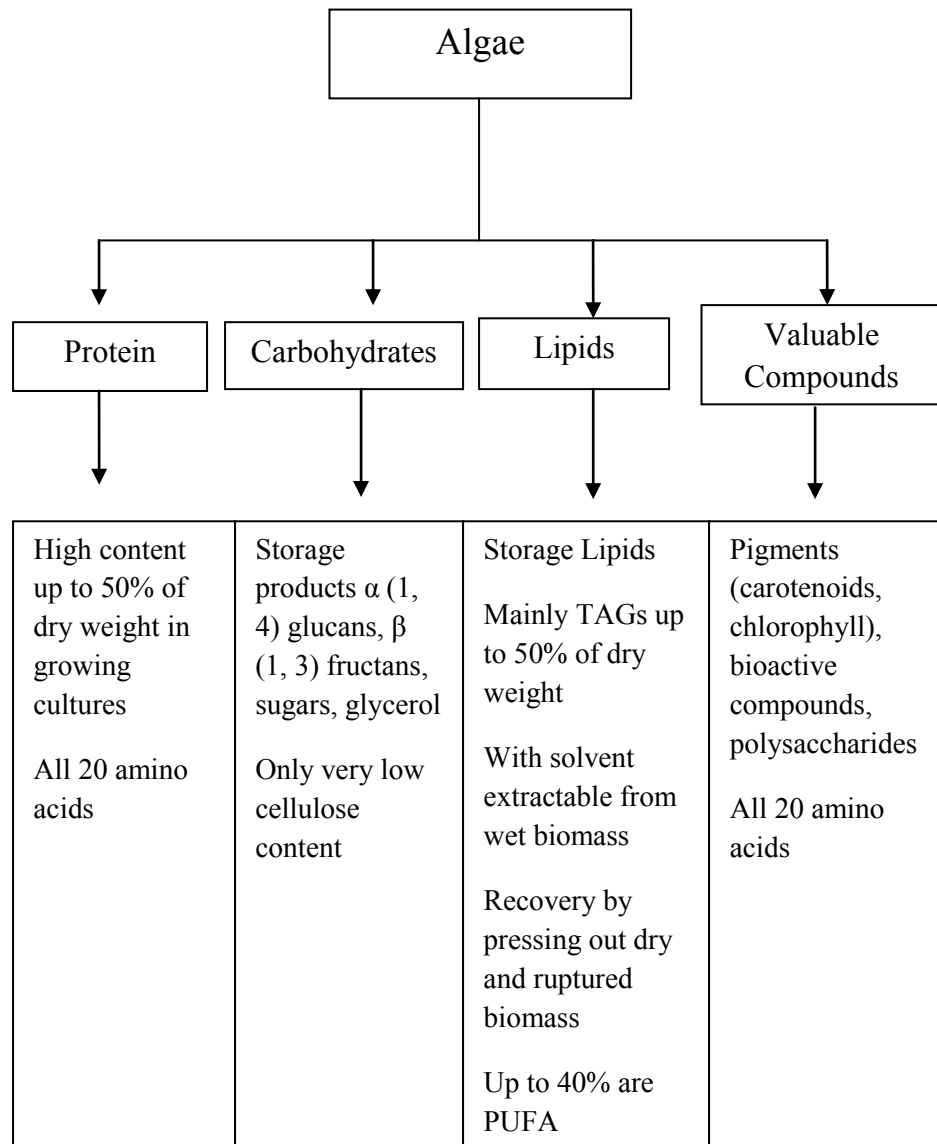 Algae
Protein
Carbohydrates
Lipids
Valuable
Compounds
High content
up to 50% of
dry weight in
growing
cultures
All 20 amino
acids
Storage
products α (1,
4) glucans, β
(1, 3) fructans,
sugars, glycerol
Only very low
cellulose
content
Storage Lipids
Mainly TAGs up
to 50% of dry
weight
With solvent
extractable from
wet biomass
Recovery by
pressing out dry
and ruptured
biomass
Up to 40% are
PUFA
Pigments
(carotenoids,
chlorophyll),
bioactive
compounds,
polysaccharides
All 20 amino
acids